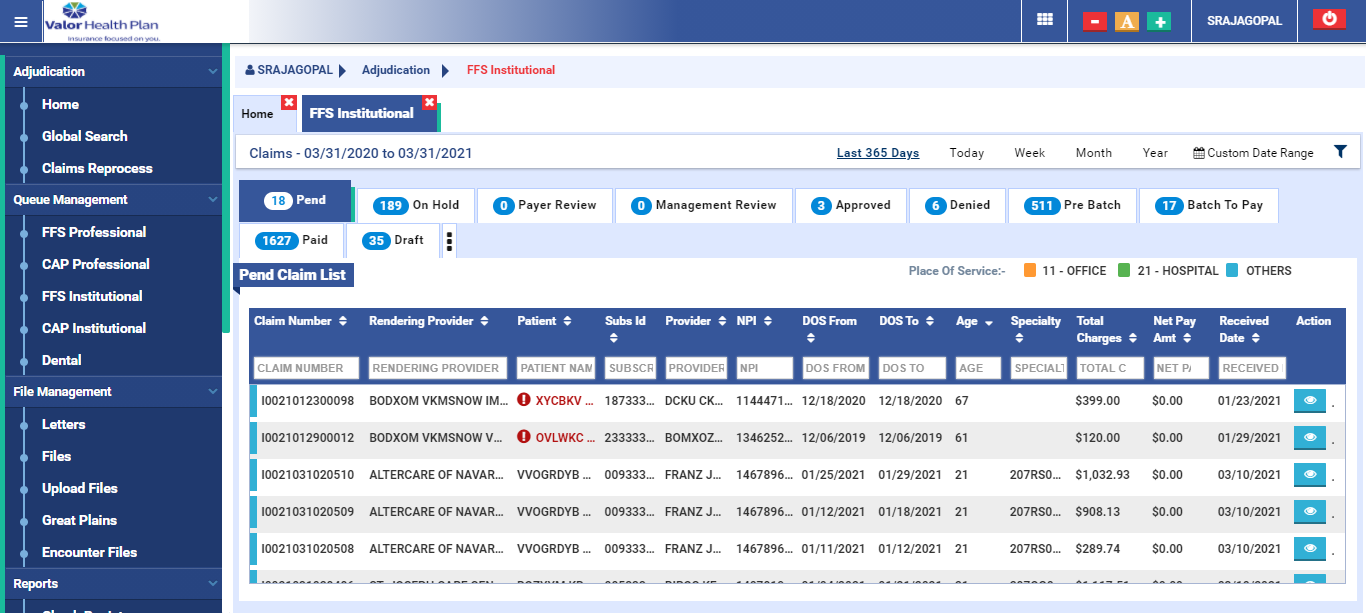 Valor Health Plan
Insurance focused on you.
A
SRAJAGOPAL
Adjudication
Home
Global Search
Claims Reprocess
Queue Management
FFS Professional
CAP Professional
FFS Institutional
CAP Institutional
Dental
File Management
Letters
Files
Upload Files
Great Plains
Encounter Files
Reports
SRAJAGOPAL Adjudication FFS Institutional
Home FFS Institutional
Claims - 03/31/2020 to 03/31/2021 Last 365 Days Today Week Month Year Custom Date Range
18 Pend 189 On Hold 0 Payer Review 0 Management Review 3 Approved 6 Denied 511 Pre Batch 17 Batch To Pay
1627 Paid 35 Draft
Pend Claim List Place Of Service:- 11 - OFFICE 21 - HOSPITAL OTHERS
Claim Number Rendering Provider Patient Subs Id Provider NPI DOS From DOS To Age Specialty Total Charges Net Pay Amt Received Date Action
CLAIM NUMBER RENDERING PROVIDER PATIENT NAM SUBSCR PROVIDER NPI DOS FROM DOS TO AGE SPECIALT TOTAL C NET PA RECEIVED
I0021012300098 BODXOM VKMSNOW IM... XYCBKV ... 187333... DCKU CK... 1144471... 12/18/2020 12/18/2020 67 $399.00 $0.00 01/23/2021 .
I0021012900012 BODXOM VKMSNOW V... OVLWKC ... 233333... BOMXOZ... 1346252... 12/06/2019 12/06/2019 61 $120.00 $0.00 01/29/2021 .
I0021031020510 ALTERCARE OF NAVAR... VVOGRDYB ... 009333... FRANZ J... 1467896... 01/25/2021 01/29/2021 21 207RS0... $1,032.93 $0.00 03/10/2021 .
I0021031020509 ALTERCARE OF NAVAR... VVOGRDYB ... 009333... FRANZ J... 1467896... 01/12/2021 01/18/2021 21 207RS0... $908.13 $0.00 03/10/2021 .
I0021031020508 ALTERCARE OF NAVAR... VVOGRDYB ... 009333... FRANZ J... 1467896... 01/11/2021 01/12/2021 21 207RS0... $289.74 $0.00 03/10/2021 .